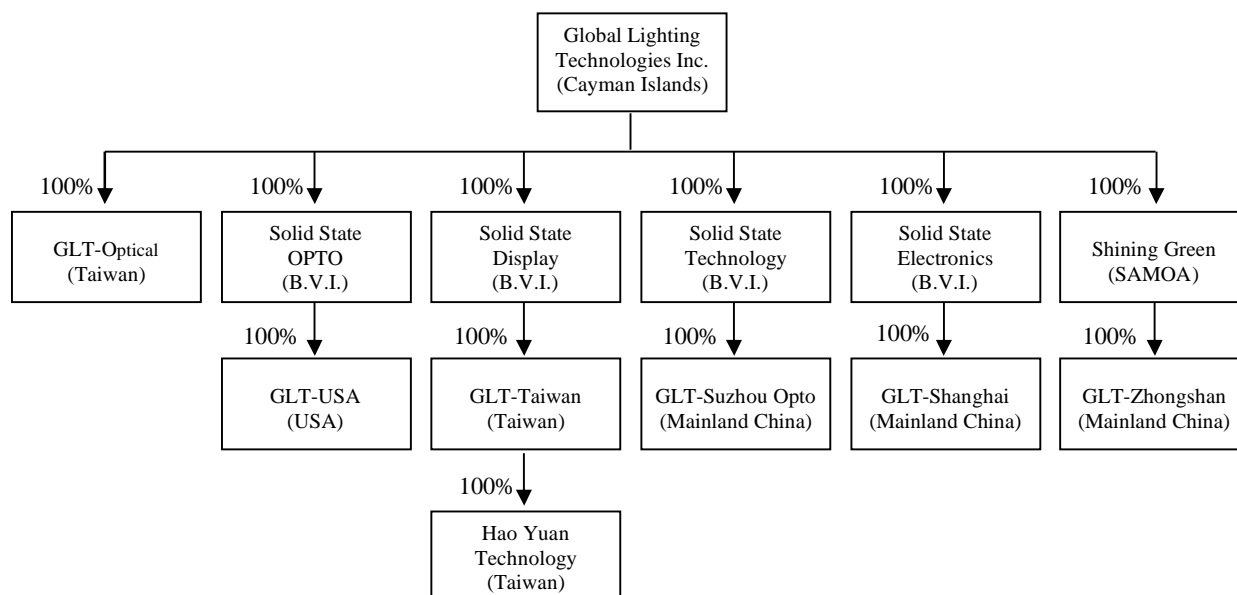 Global Lighting
Technologies Inc.
(Cayman Islands)
100%
100%
100%
100%
100%
100%
GLT-Optical
(Taiwan)
Solid State
OPTO
(B.V.I.)
Solid State
Display
(B.V.I.)
Solid State
Technology
(B.V.I.)
Solid State
Electronics
(B.V.I.)
Shining Green
(SAMOA)
100%
100%
100%
100%
100%
GLT-USA
(USA)
GLT-Taiwan
(Taiwan)
GLT-Suzhou Opto
(Mainland China)
GLT-Shanghai
(Mainland China)
GLT-Zhongshan
(Mainland China)
100%
Hao Yuan
Technology
(Taiwan)